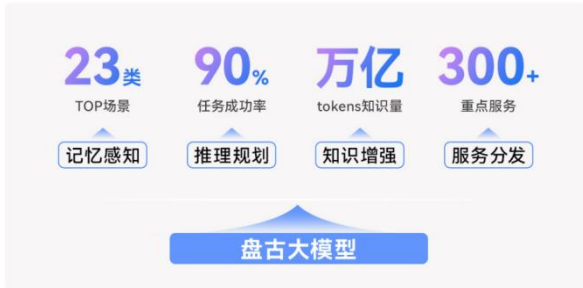 23类 90% 万亿 300+
TOP场景 任务成功率 tokens知识量 重点服务
记忆感知 推理规划 知识增强 服务分发
盘古大模型